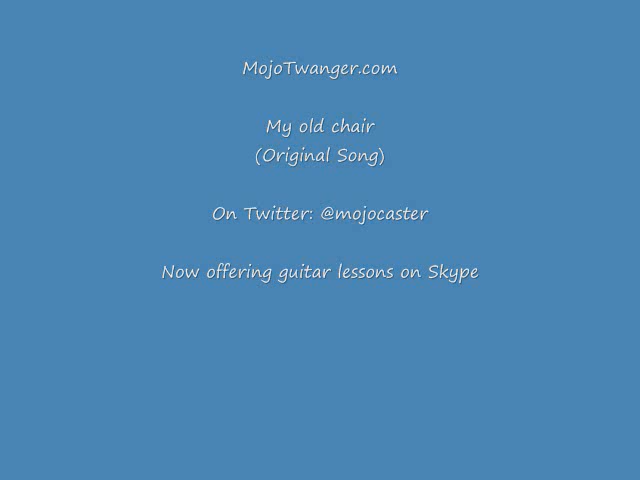 MojoTwanger.com
My old chair
(Original Song)
On Twitter: @mojocaster
Now offering guitar lessons on Skype